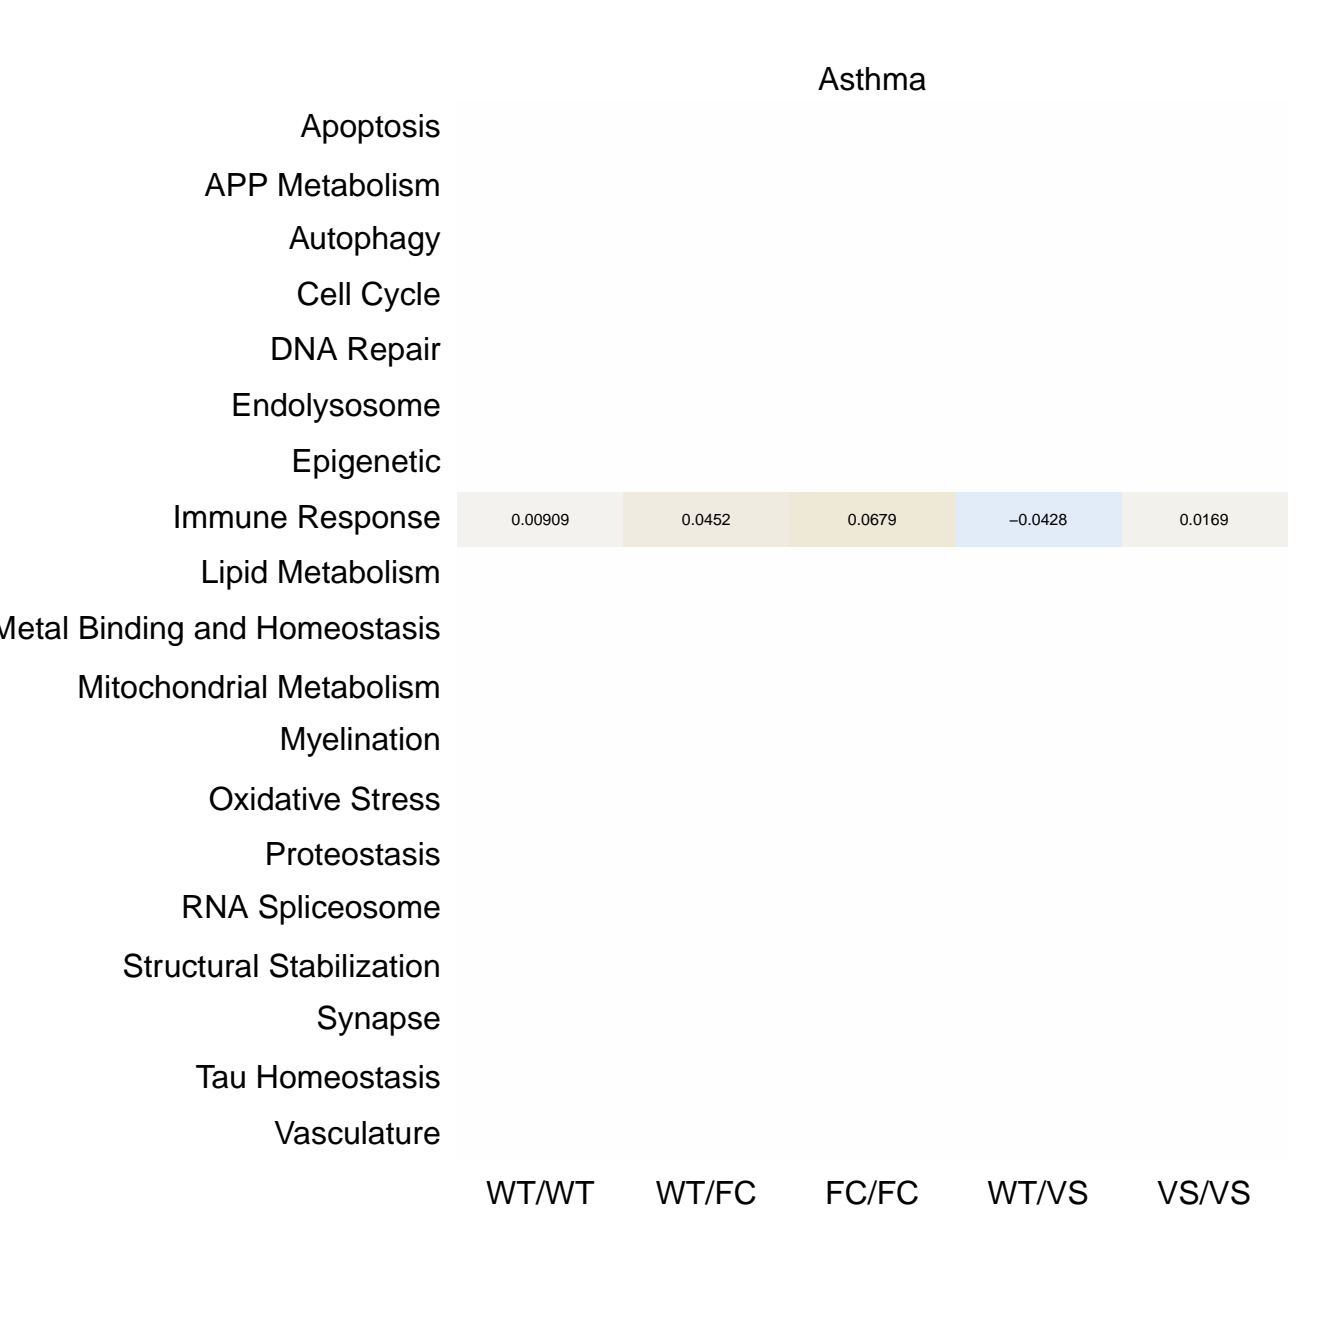 Asthma
Apoptosis
APP Metabolism
Autophagy
Cell Cycle
DNA Repair
Endolysosome
Epigenetic
Immune Response 0.00909 0.0452 0.0679 −0.0428 0.0169
Lipid Metabolism
Metal Binding and Homeostasis
Mitochondrial Metabolism
Myelination
Oxidative Stress
Proteostasis
RNA Spliceosome
Structural Stabilization
Synapse
Tau Homeostasis
Vasculature
WT/WT WT/FC FC/FC WT/VS VS/VS